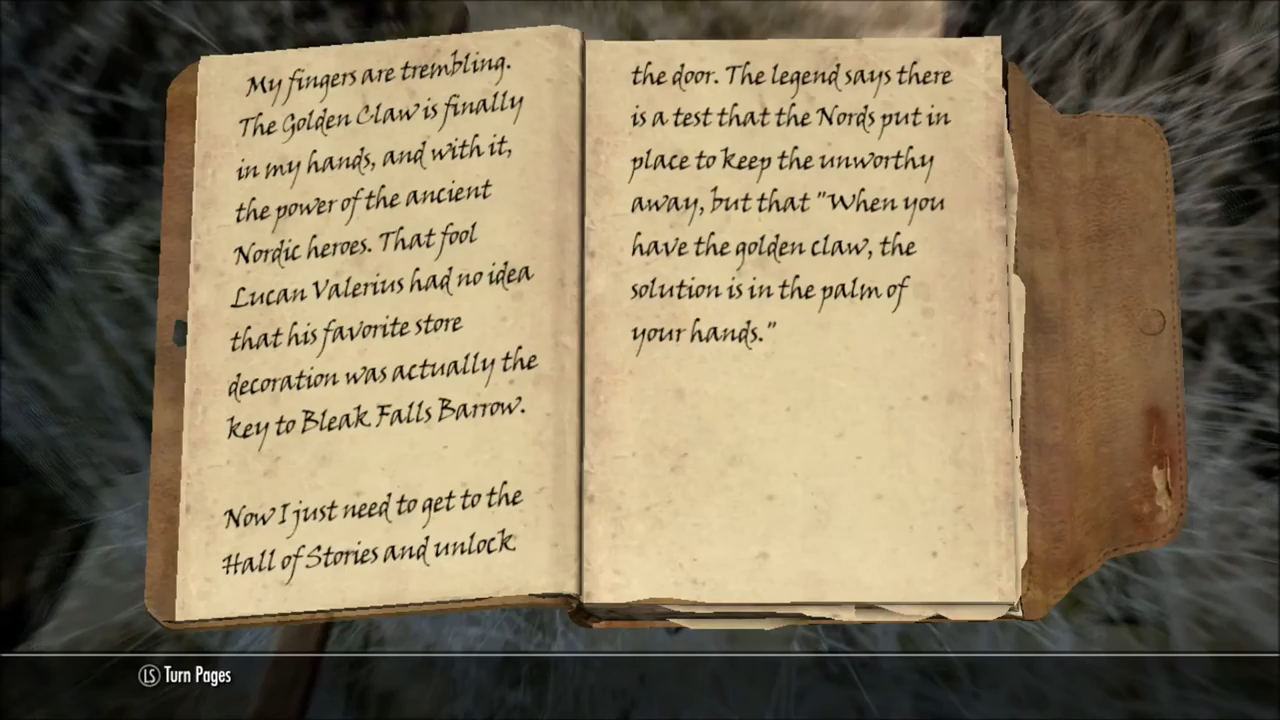 My fingers are trembling.
The Golden Claw is finally
in my hands, and with it,
the power of the ancient
Nordic heroes. That fool
Lucan Valerius had no idea
that his favorite store
decoration was actually the
key to Bleak Falls Barrow.
Now I just need to get to the
Hall of Stories and unlock
the door. The legend says there
is a test that the Nords put in
place to keep the unworthy
away, but that "When you
have the golden claw, the
solution is in the palm of
your hands."
LS Turn Pages